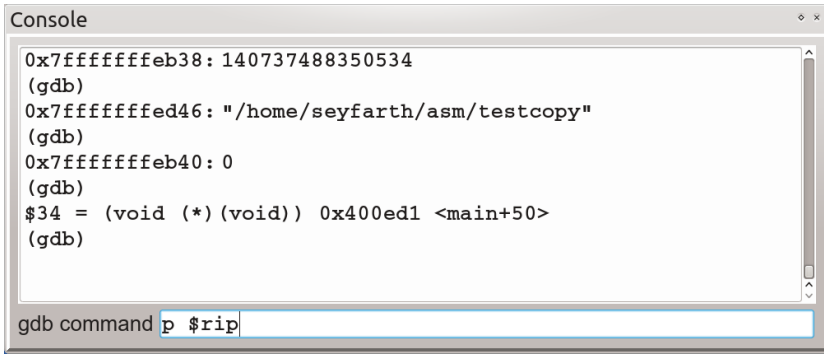 Console
0x7fffffffeb38: 140737488350534
(gdb)
0x7fffffffed46: "/home/seyfarth/asm/testcopy"
(gdb)
0x7fffffffeb40: 0
(gdb)
$34 = (void (*)(void)) 0x400ed1 <main+50>
(gdb)
gdb command p $rip